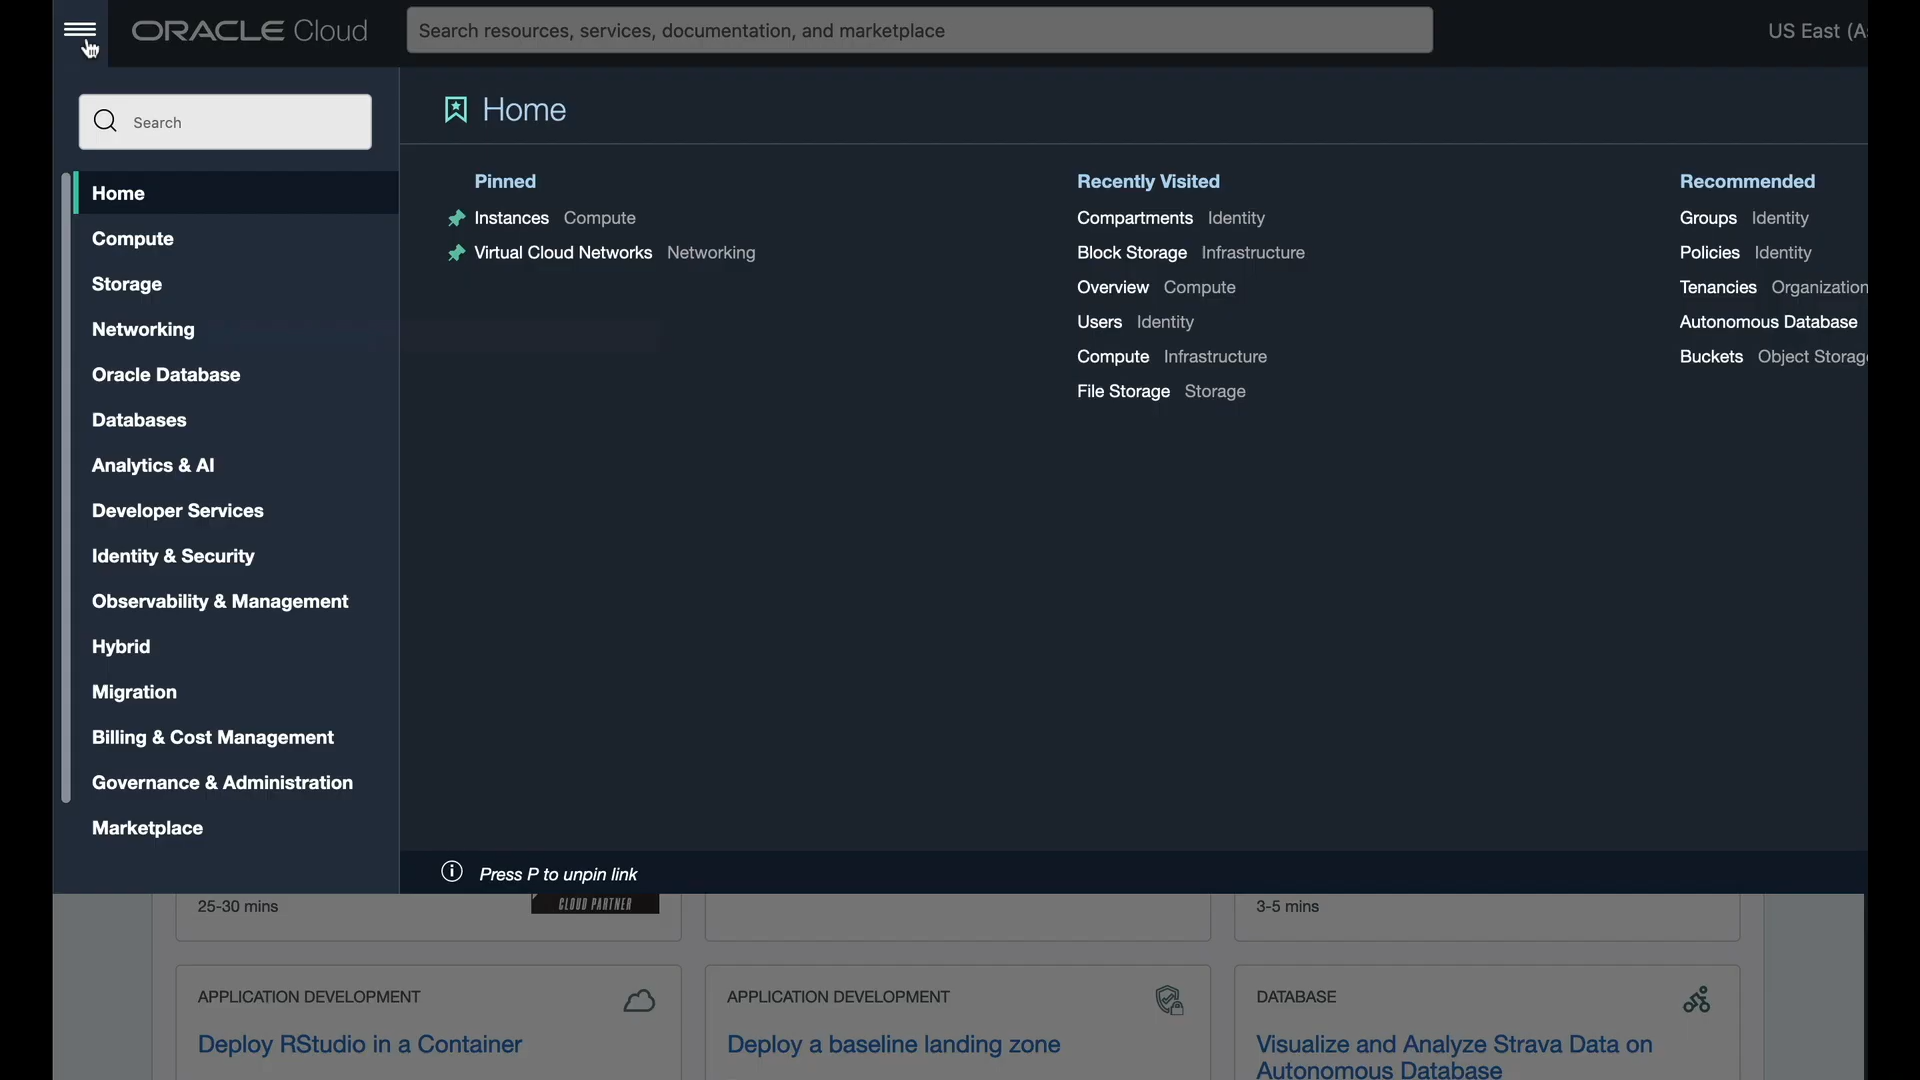 ORACLE Cloud
Search resources, services, documentation, and marketplace
US East (As
Search
Home
Compute
Storage
Networking
Oracle Database
Databases
Analytics & AI
Developer Services
Identity & Security
Observability & Management
Hybrid
Migration
Billing & Cost Management
Governance & Administration
Marketplace
Home
Pinned
Instances Compute
Virtual Cloud Networks Networking
Recently Visited
Compartments Identity
Block Storage Infrastructure
Overview Compute
Users Identity
Compute Infrastructure
File Storage Storage
Recommended
Groups Identity
Policies Identity
Tenancies Organization
Autonomous Database
Buckets Object Storag
Press P to unpin link
25-30 mins
CLOUD PARTNER
3-5 mins
APPLICATION DEVELOPMENT
Deploy RStudio in a Container
APPLICATION DEVELOPMENT
Deploy a baseline landing zone
DATABASE
Visualize and Analyze Strava Data on
Autonomous Database